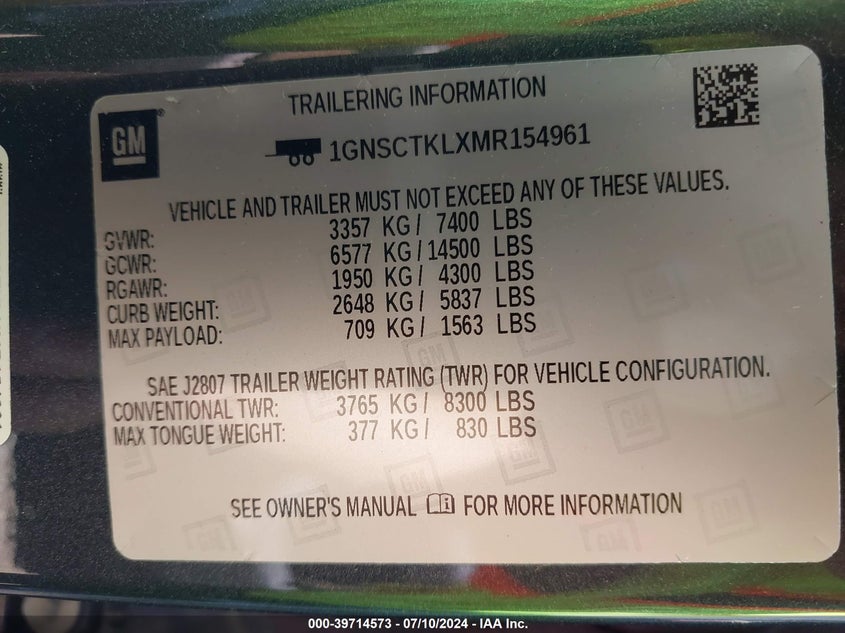 TRAILERING INFORMATION
GM
1GNSCTKLXMR154961
VEHICLE AND TRAILER MUST NOT EXCEED ANY OF THESE VALUES.
GVWR: 3357 KG / 7400 LBS
GCWR: 6577 KG / 14500 LBS
RGAWR: 1950 KG / 4300 LBS
CURB WEIGHT: 2648 KG / 5837 LBS
MAX PAYLOAD: 709 KG / 1563 LBS
SAE J2807 TRAILER WEIGHT RATING (TWR) FOR VEHICLE CONFIGURATION.
CONVENTIONAL TWR: 3765 KG / 8300 LBS
MAX TONGUE WEIGHT: 377 KG / 830 LBS
SEE OWNER'S MANUAL FOR MORE INFORMATION
000-39714573 - 07/10/2024 - IAA Inc.